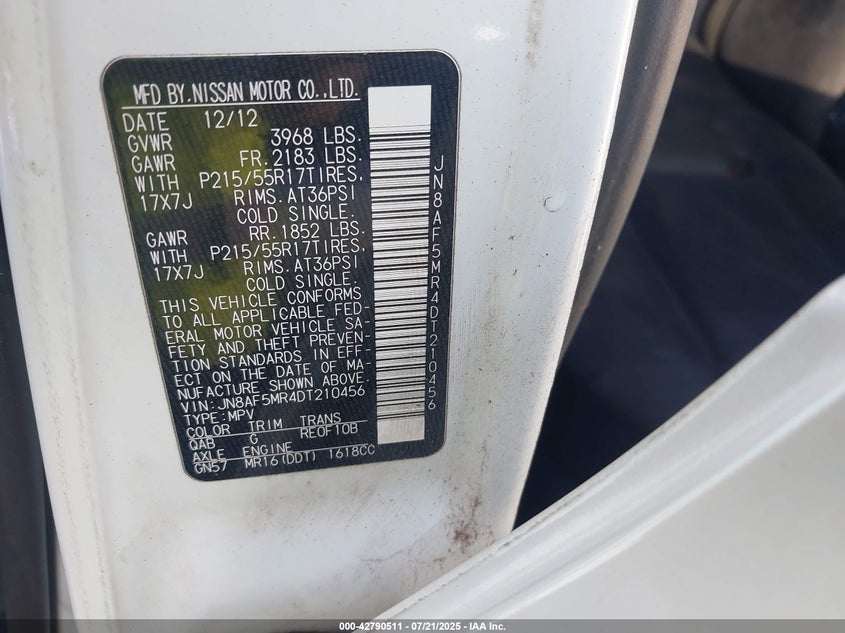 MFD BY.NISSAN MOTOR CO.,LTD.
DATE 12/12
GVWR 3968 LBS.
GAWR FR.2183 LBS.
WITH P215/55R17TIRES,
17X7J RIMS.AT36PSI
COLD SINGLE.
GAWR RR.1852 LBS.
WITH P215/55R17TIRES,
17X7J RIMS.AT36PSI
COLD SINGLE.
THIS VEHICLE CONFORMS
TO ALL APPLICABLE FED-
ERAL MOTOR VEHICLE SA-
FETY AND THEFT PREVEN-
TION STANDARDS IN EFF-
ECT ON THE DATE OF MA-
NUFACTURE SHOWN ABOVE.
VIN:JN8AF5MR4DT210456
TYPE:MPV
COLOR TRIM TRANS
QAB G RE0F10B
AXLE ENGINE
GN57 MR16(DDT) 1618CC
JN8AF5MR4DT210456
000-42790511 - 07/21/2025 - IAA Inc.